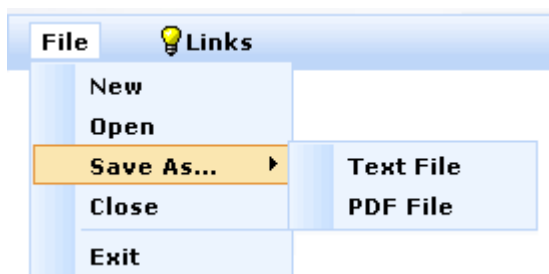 File Links
New
Open
Save As...
Text File
Close
PDF File
Exit